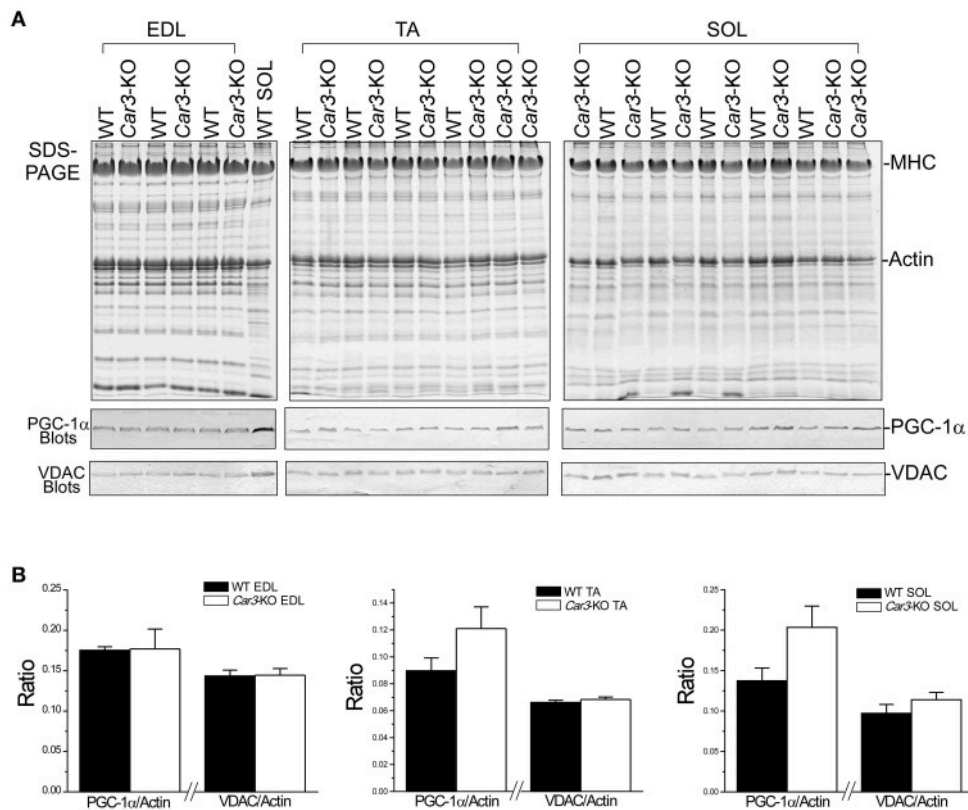 A
EDL
TA
SOL
WT
Car3-KO
WT
Car3-KO
WT
Car3-KO
WT SOL
WT
Car3-KO
WT
Car3-KO
WT
Car3-KO
WT
Car3-KO
Car3-KO
Car3-KO
Car3-KO
WT
Car3-KO
WT
Car3-KO
WT
Car3-KO
WT
Car3-KO
WT
Car3-KO
Car3-KO
SDS-
PAGE
-MHC
-Actin
PGC-1α
Blots
-PGC-1α
VDAC
Blots
-VDAC
B
WT EDL
Car3-KO EDL
Ratio
0.25
0.20
0.15
0.10
0.05
0.00
PGC-1α/Actin
//
VDAC/Actin
WT TA
Car3-KO TA
Ratio
0.14
0.12
0.10
0.08
0.06
0.04
0.02
0.00
PGC-1α/Actin
//
VDAC/Actin
WT SOL
Car3-KO SOL
Ratio
0.25
0.20
0.15
0.10
0.05
0.00
PGC-1α/Actin
//
VDAC/Actin